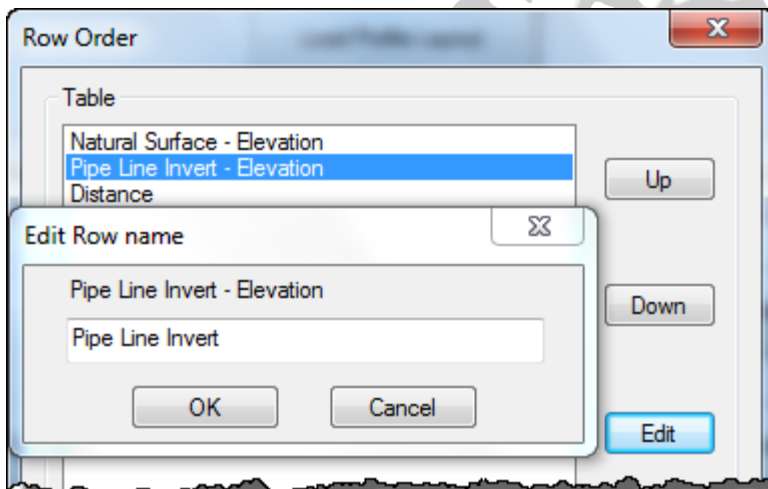 Row Order
Table
Natural Surface - Elevation
Pipe Line Invert - Elevation
Distance
Up
Edit Row name
Pipe Line Invert - Elevation
Pipe Line Invert
Down
OK
Cancel
Edit